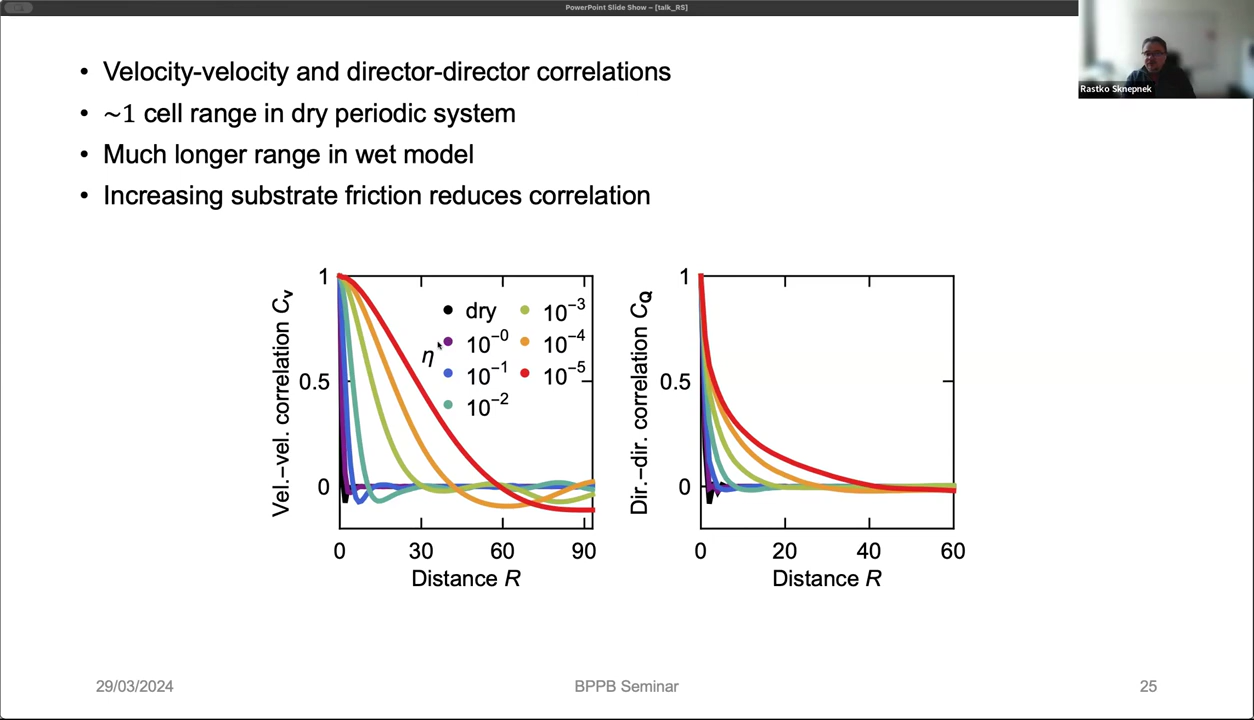 PowerPoint Slide Show – [talk_RS]
Rastko Sknepnek
• Velocity-velocity and director-director correlations
• ~1 cell range in dry periodic system
• Much longer range in wet model
• Increasing substrate friction reduces correlation
Vel.–vel. correlation C𝐯
1
0.5
0
0 30 60 90
Distance R
η
dry
10⁻⁰
10⁻¹
10⁻²
10⁻³
10⁻⁴
10⁻⁵
Dir.–dir. correlation C𝐐
1
0.5
0
0 20 40 60
Distance R
29/03/2024
BPPB Seminar
25